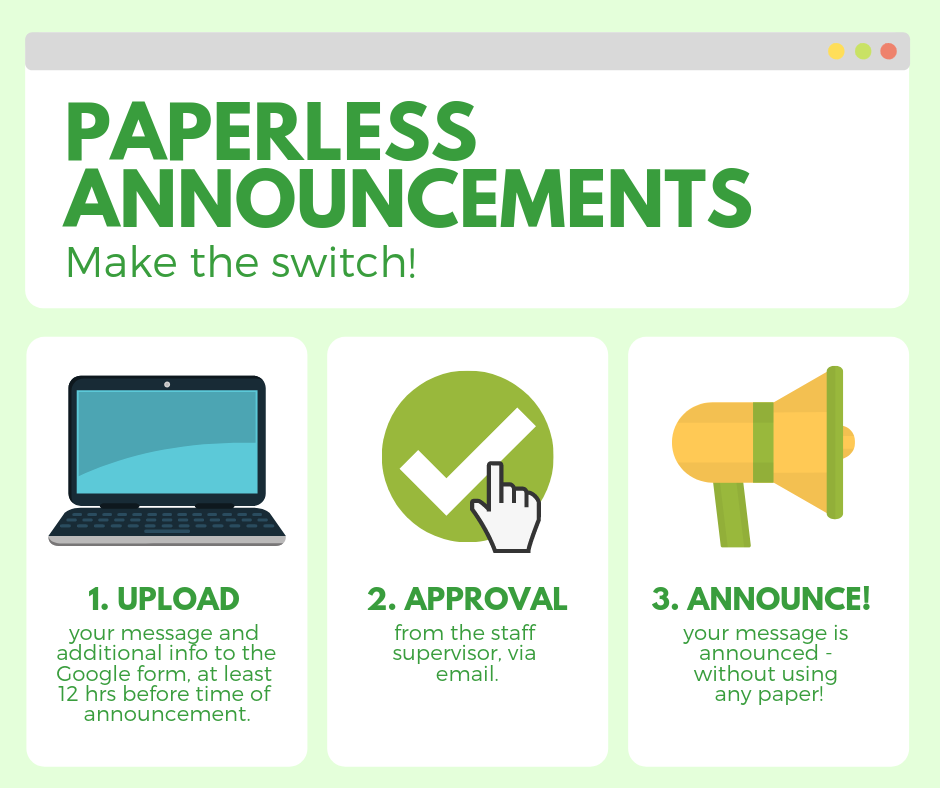 PAPERLESS
ANNOUNCEMENTS
Make the switch!
1. UPLOAD
your message and
additional info to the
Google form, at least
12 hrs before time of
announcement.
2. APPROVAL
from the staff
supervisor, via
email.
3. ANNOUNCE!
your message is
announced -
without using
any paper!